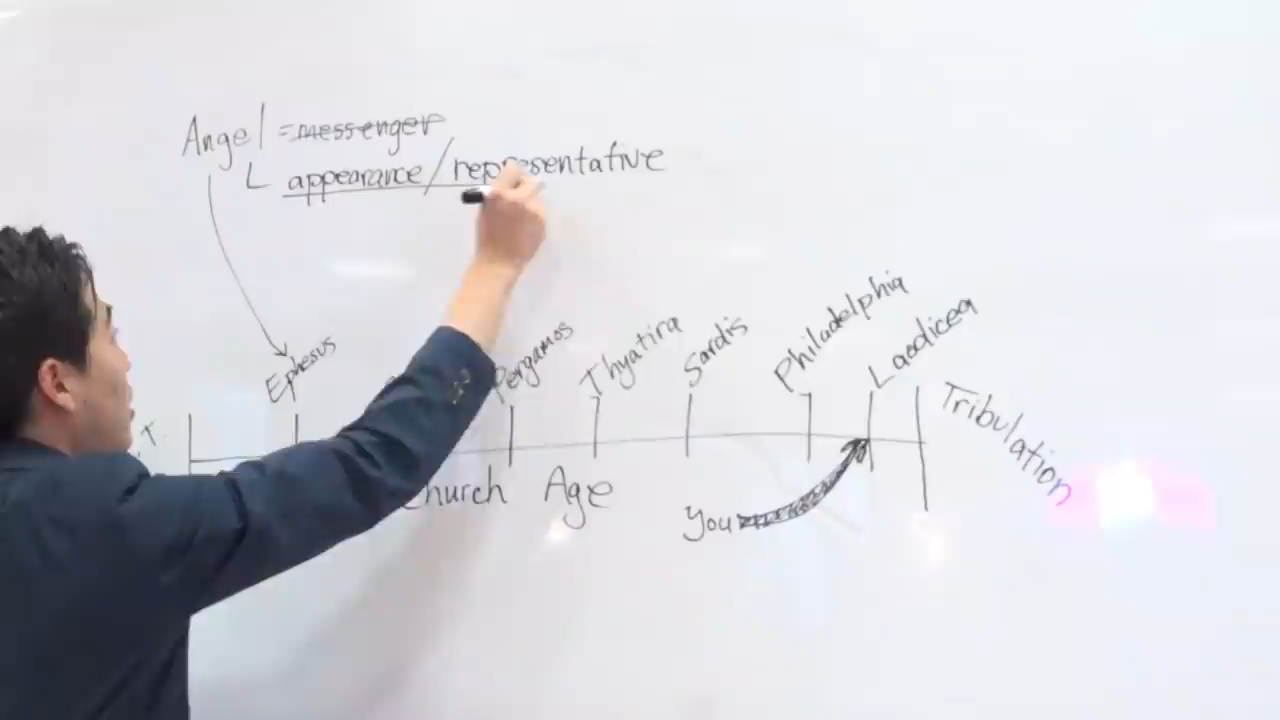 Angel = messenger
L appearance / representative
Ephesus
Pergamos
Thyatira
Sardis
Philadelphia
Laodicea
Tribulation
T.
Church Age
You